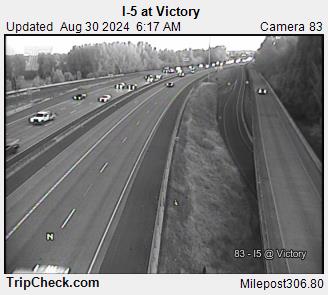 I-5 at Victory
Updated Aug 30 2024 6:17 AM Camera 83
N
L
83 - I5 @ Victory
TripCheck.com Milepost306.80